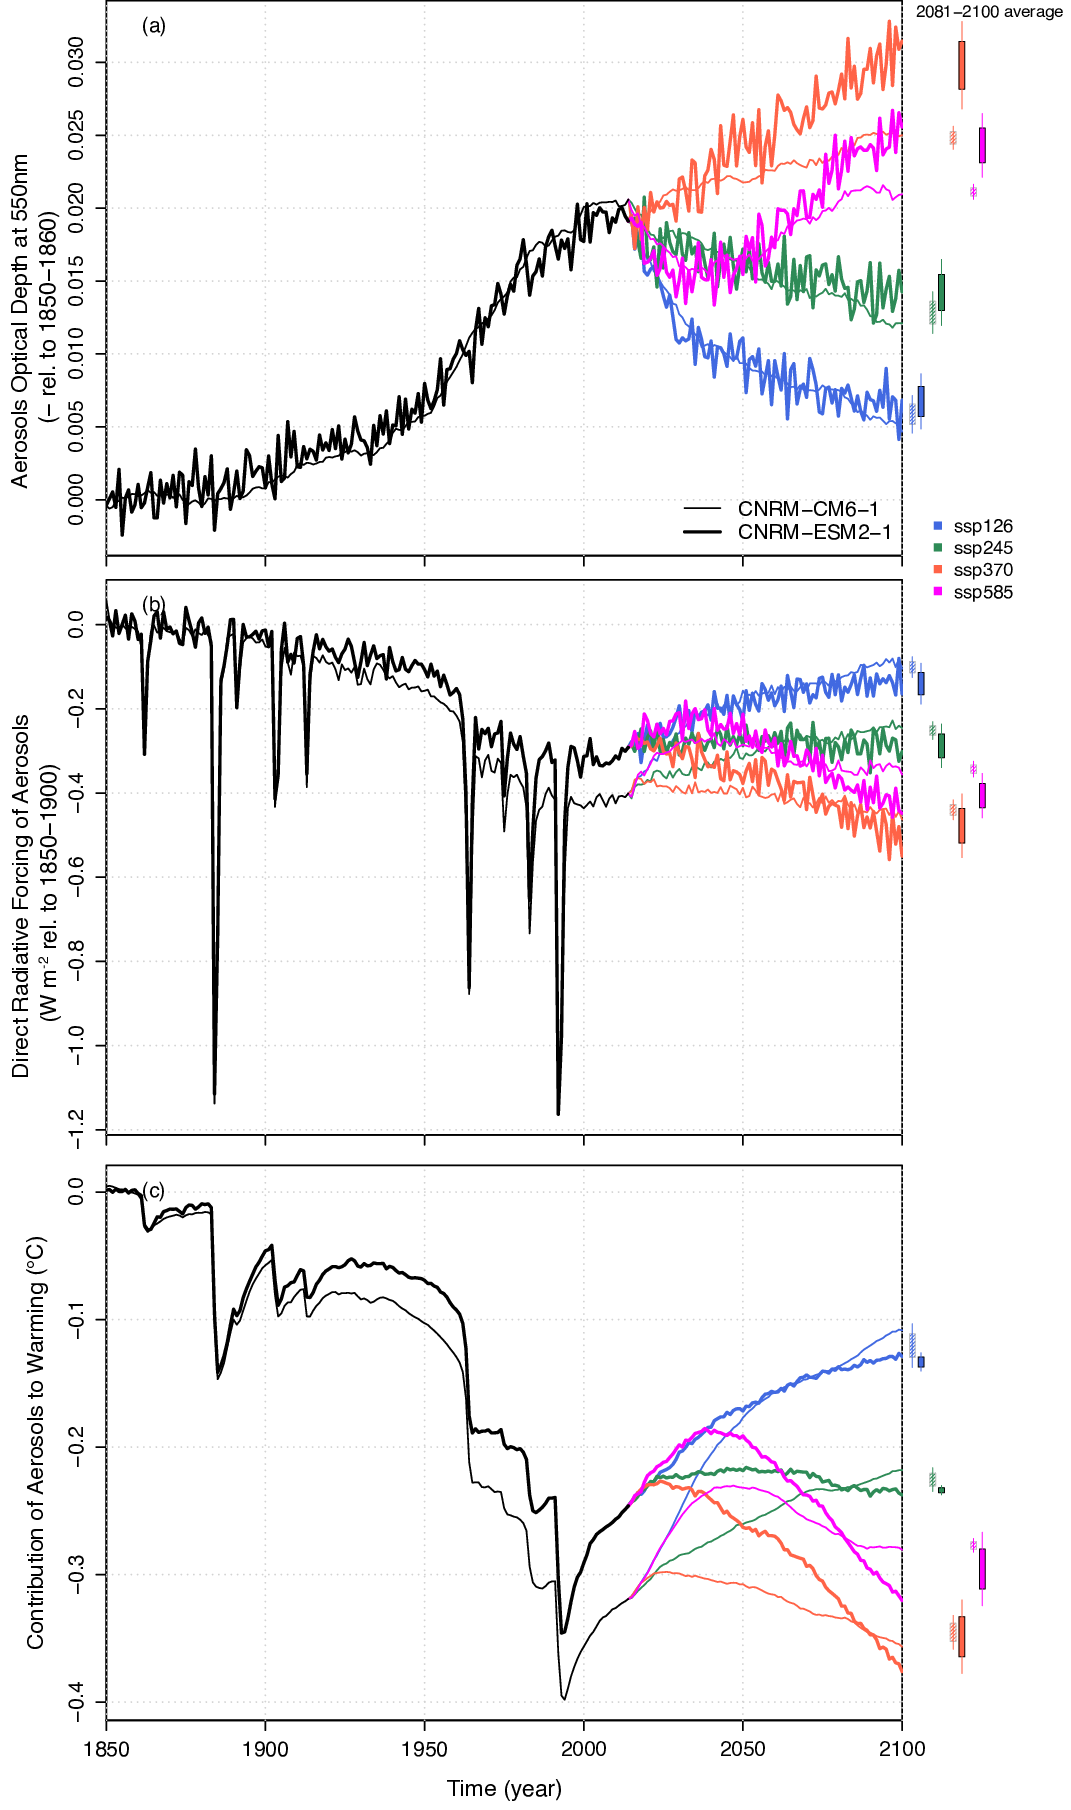 2081−2100 average
(a)
Aerosols Optical Depth at 550nm
(− rel. to 1850−1860)
0.030
0.025
0.020
0.015
0.010
0.005
0.000
CNRM−CM6−1
CNRM−ESM2−1
ssp126
ssp245
ssp370
ssp585
(b)
Direct Radiative Forcing of Aerosols
(W m-2 rel. to 1850−1900)
0.0
−0.2
−0.4
−0.6
−0.8
−1.0
−1.2
(c)
Contribution of Aerosols to Warming (°C)
0.0
−0.1
−0.2
−0.3
−0.4
1850 1900 1950 2000 2050 2100
Time (year)